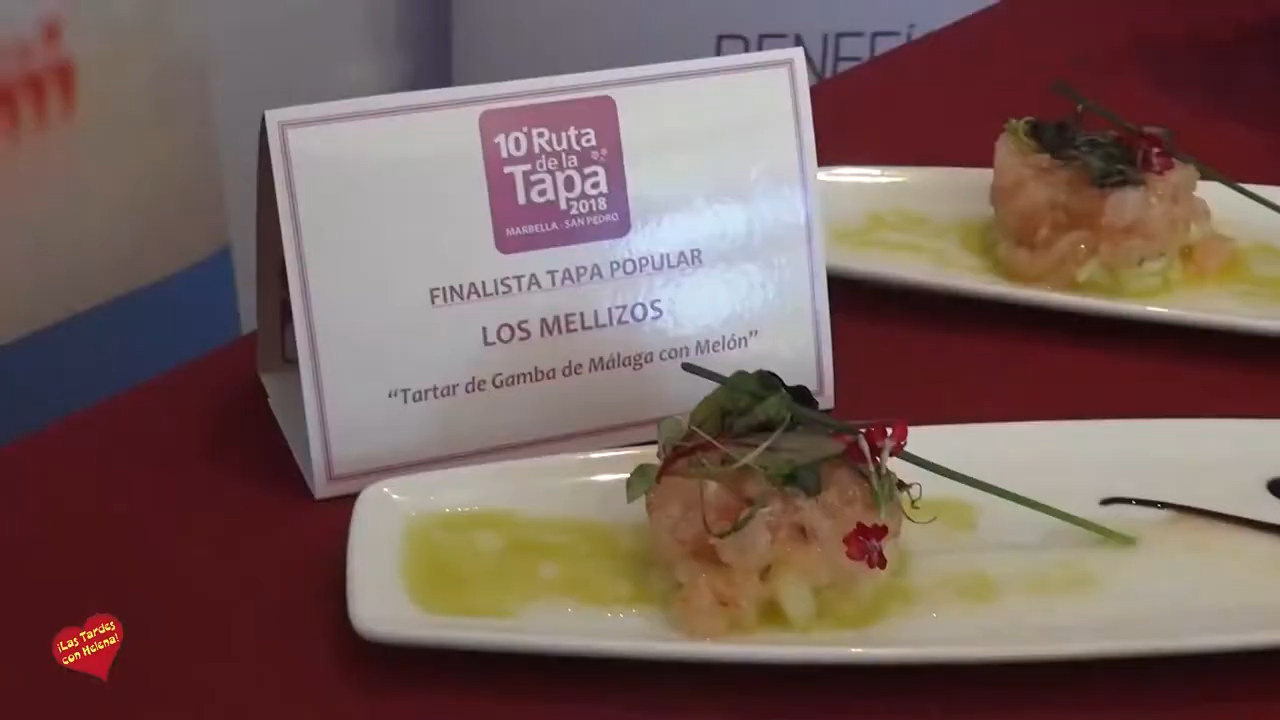 BENEFÍ
10ª Ruta
de la
Tapa
2018
MARBELLA - SAN PEDRO
FINALISTA TAPA POPULAR
LOS MELLIZOS
“Tartar de Gamba de Málaga con Melón”
¡Las Tardes
con Helena!